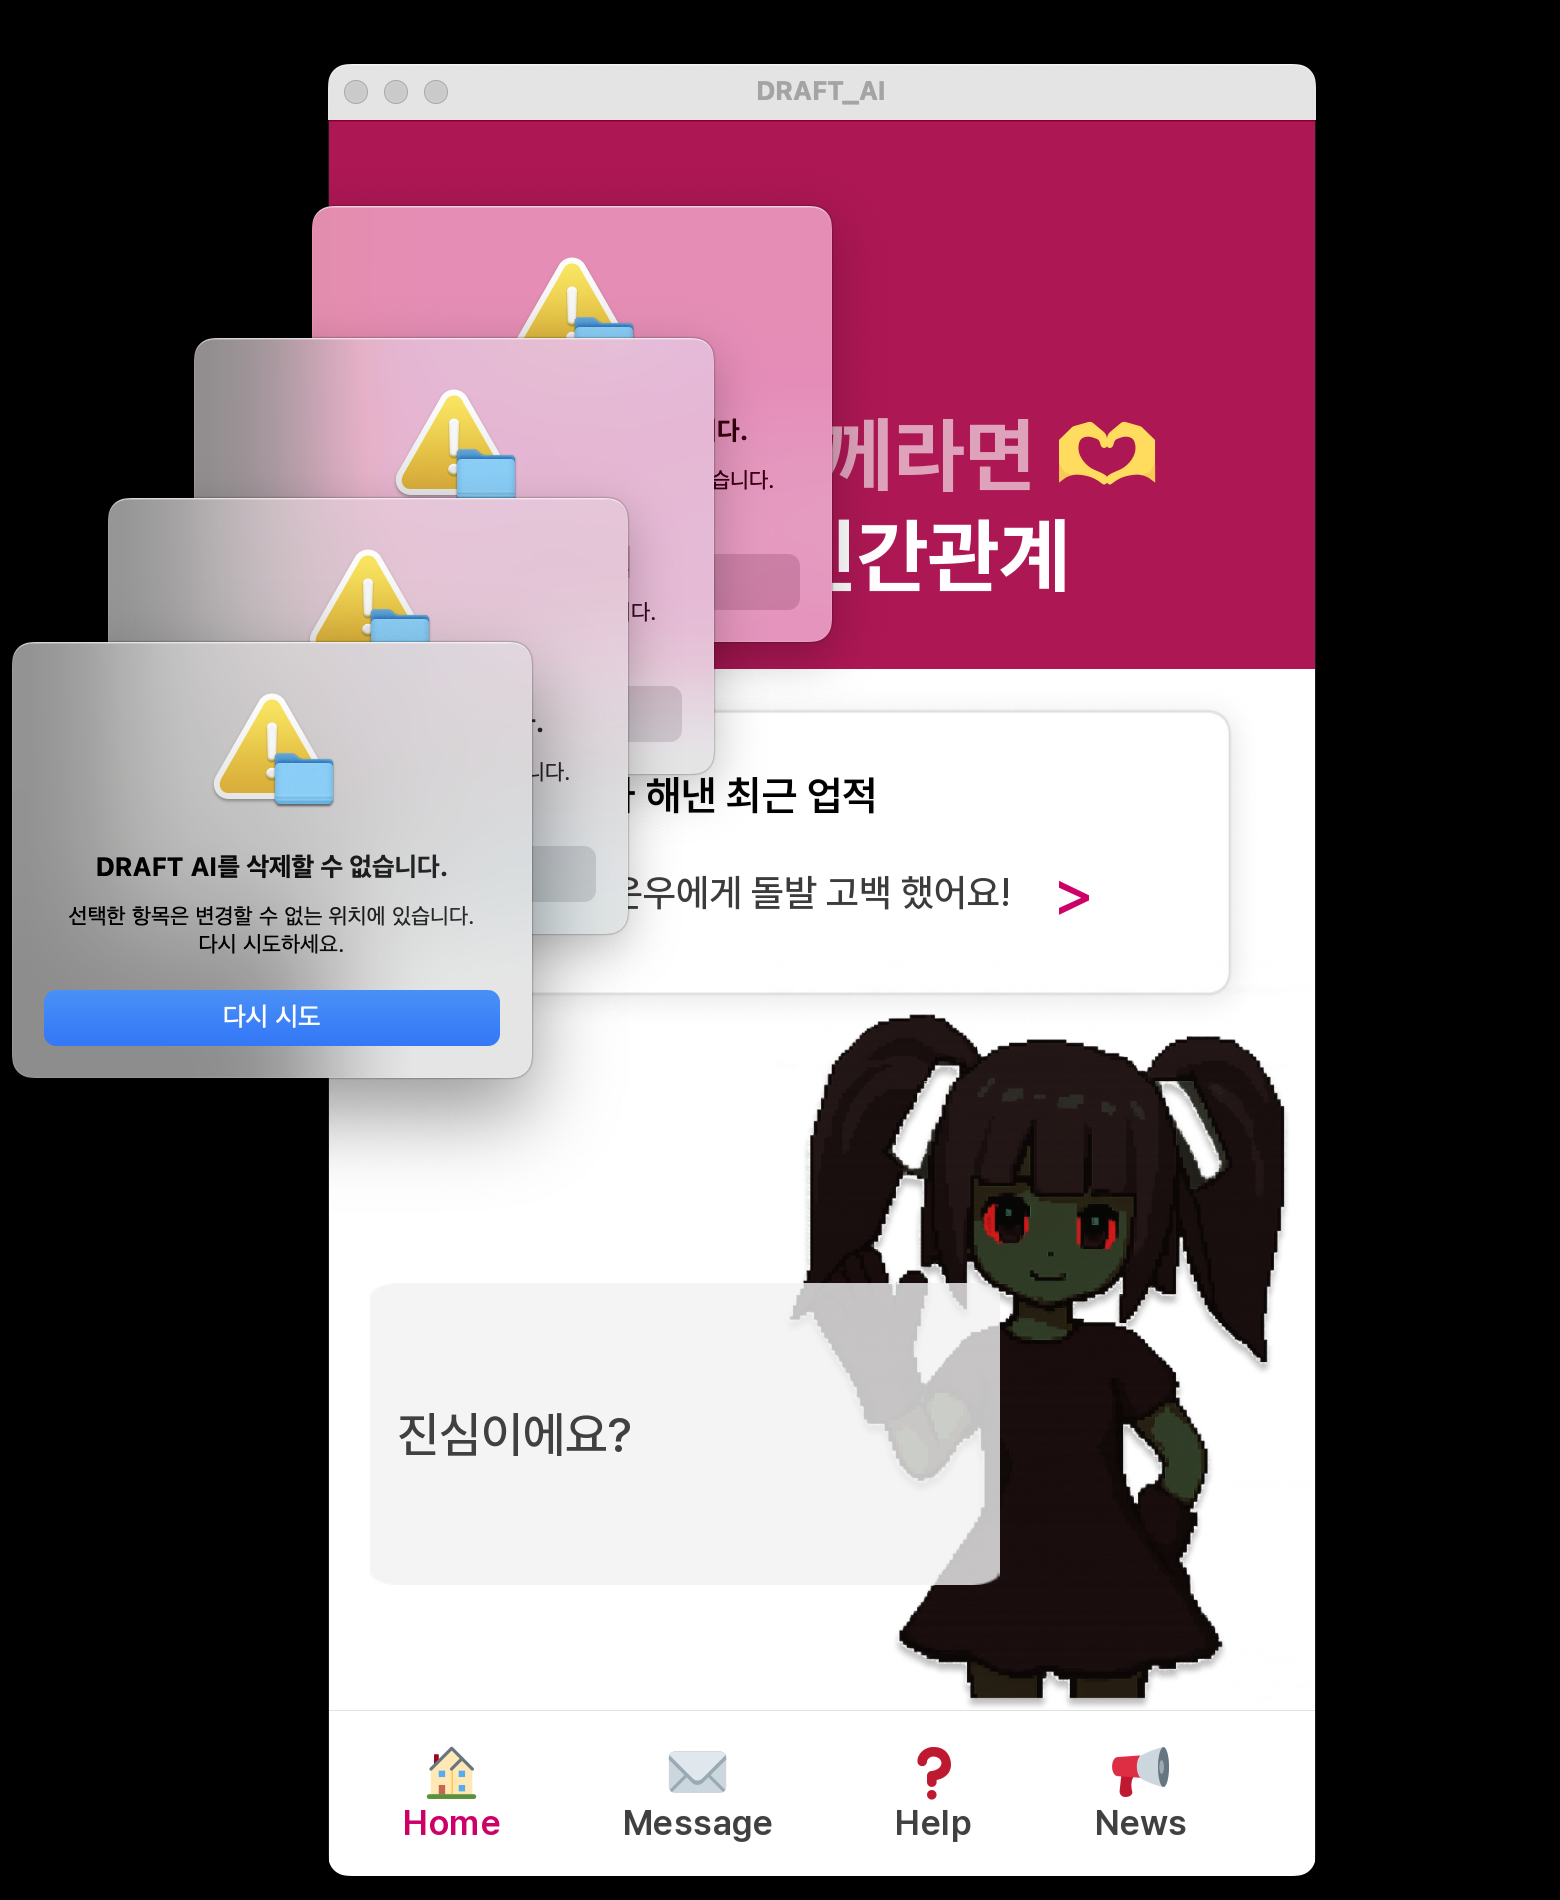 DRAFT_AI
께라면
간관계
다.
습니다.
다.
니다.
해낸 최근 업적
우에게 돌발 고백 했어요!
>
DRAFT AI를 삭제할 수 없습니다.
선택한 항목은 변경할 수 없는 위치에 있습니다.
다시 시도하세요.
다시 시도
진심이에요?
Home
Message
Help
News